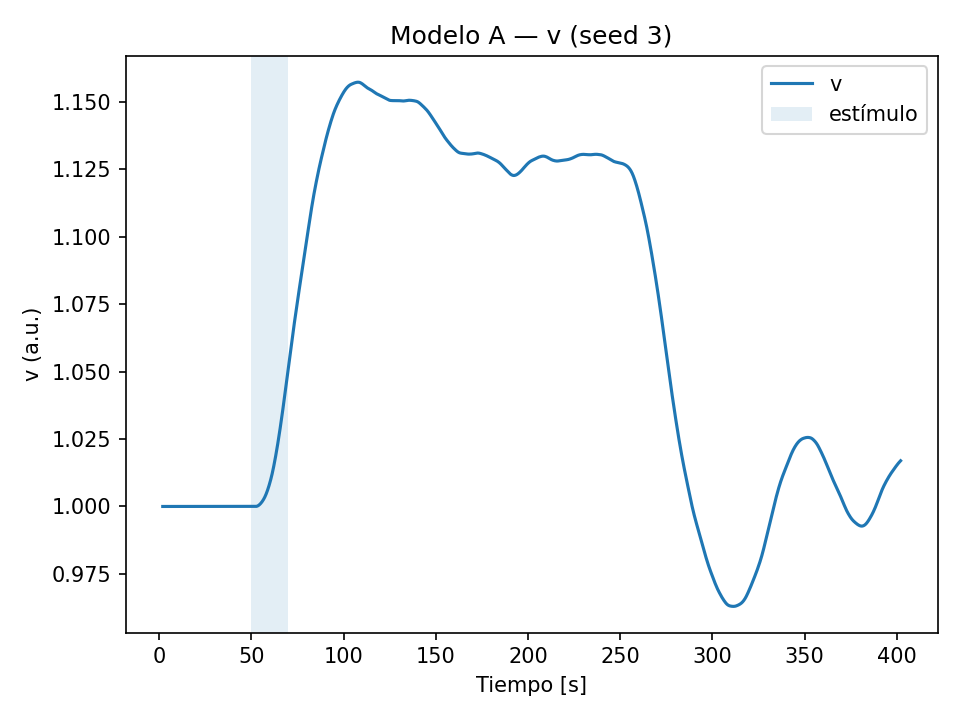 Modelo A — v (seed 3)
v
estímulo
v (a.u.)
1.150
1.125
1.100
1.075
1.050
1.025
1.000
0.975
0 50 100 150 200 250 300 350 400
Tiempo [s]